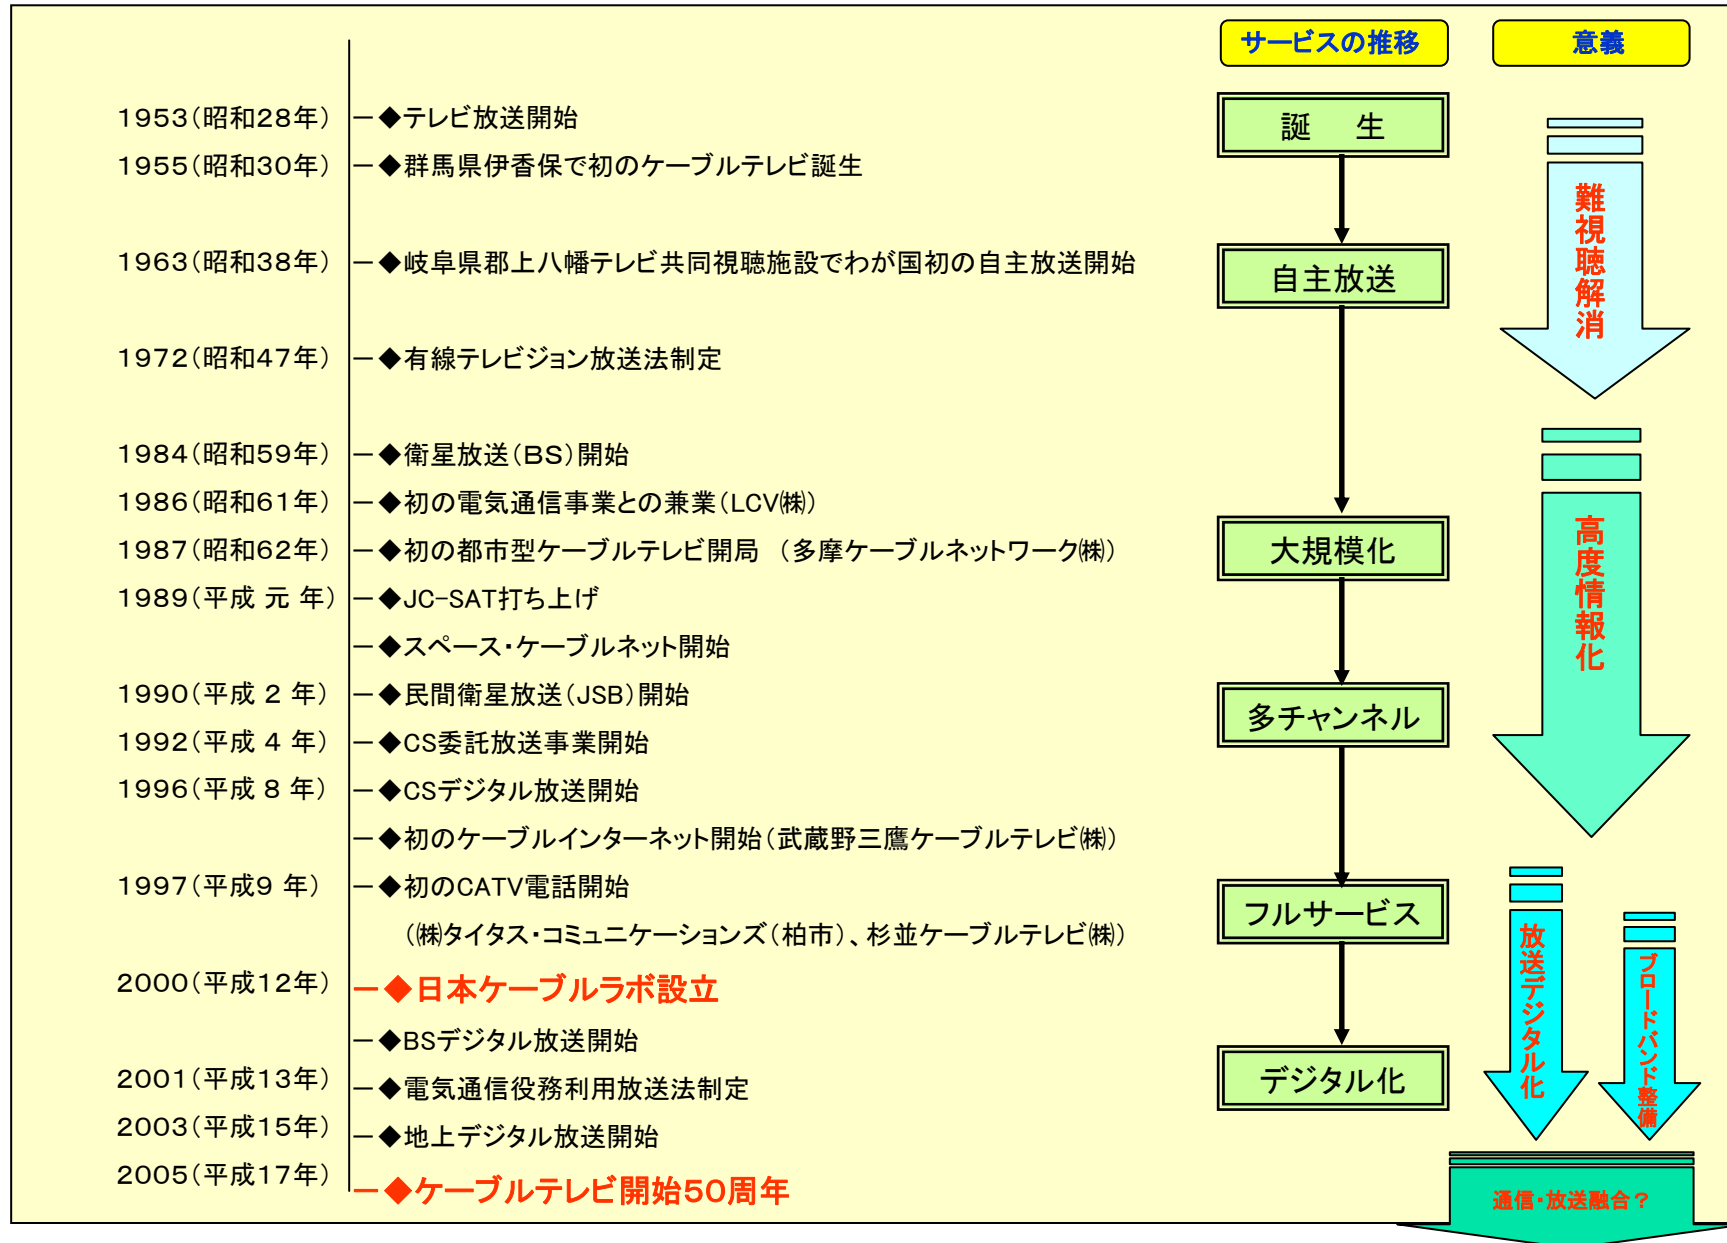 サービスの推移
意義
1953(昭和28年) ー◆テレビ放送開始
1955(昭和30年) ー◆群馬県伊香保で初のケーブルテレビ誕生
1963(昭和38年) ー◆岐阜県郡上八幡テレビ共同視聴施設でわが国初の自主放送開始
1972(昭和47年) ー◆有線テレビジョン放送法制定
1984(昭和59年) ー◆衛星放送(BS)開始
1986(昭和61年) ー◆初の電気通信事業との兼業(LCV㈱)
1987(昭和62年) ー◆初の都市型ケーブルテレビ開局 (多摩ケーブルネットワーク㈱)
1989(平成 元 年) ー◆JC-SAT打ち上げ
ー◆スペース・ケーブルネット開始
1990(平成 2 年) ー◆民間衛星放送(JSB)開始
1992(平成 4 年) ー◆CS委託放送事業開始
1996(平成 8 年) ー◆CSデジタル放送開始
ー◆初のケーブルインターネット開始(武蔵野三鷹ケーブルテレビ㈱)
1997(平成9 年) ー◆初のCATV電話開始
(㈱タイタス・コミュニケーションズ(柏市)、杉並ケーブルテレビ㈱)
2000(平成12年) ー◆日本ケーブルラボ設立
ー◆BSデジタル放送開始
2001(平成13年) ー◆電気通信役務利用放送法制定
2003(平成15年) ー◆地上デジタル放送開始
2005(平成17年) ー◆ケーブルテレビ開始50周年
誕 生
自主放送
大規模化
多チャンネル
フルサービス
デジタル化
難視聴解消
高度情報化
放送デジタル化
ブロードバンド整備
通信・放送融合?